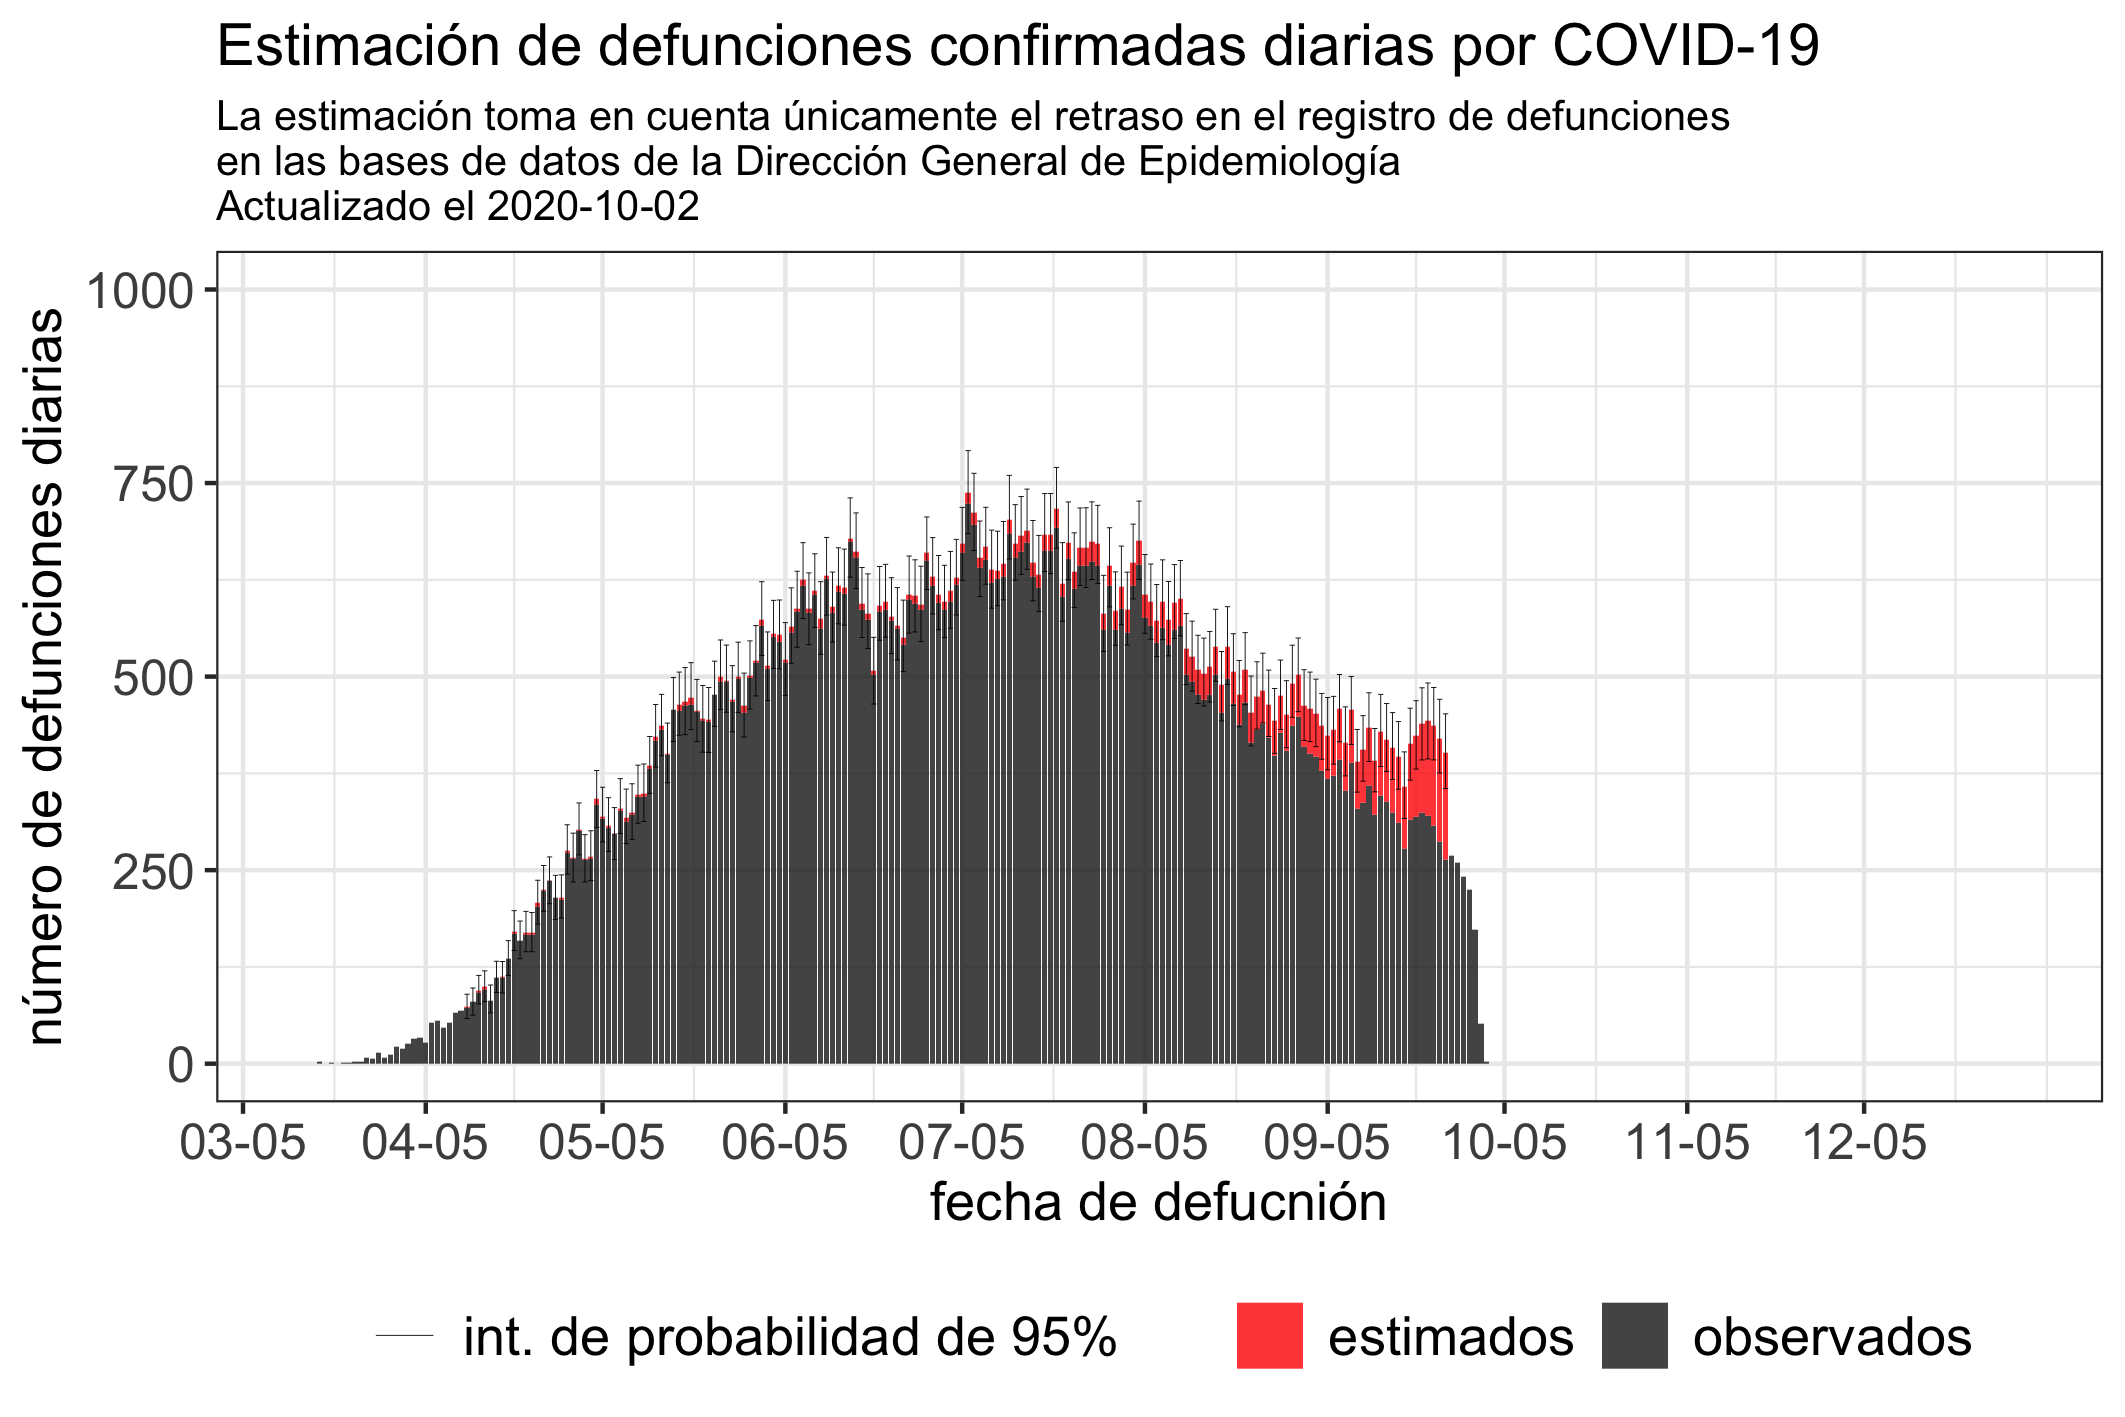 Estimación de defunciones confirmadas diarias por COVID-19
La estimación toma en cuenta únicamente el retraso en el registro de defunciones
en las bases de datos de la Dirección General de Epidemiología
Actualizado el 2020-10-02
número de defunciones diarias
1000
750
500
250
0
03-05 04-05 05-05 06-05 07-05 08-05 09-05 10-05 11-05 12-05
fecha de defucnión
int. de probabilidad de 95% estimados observados